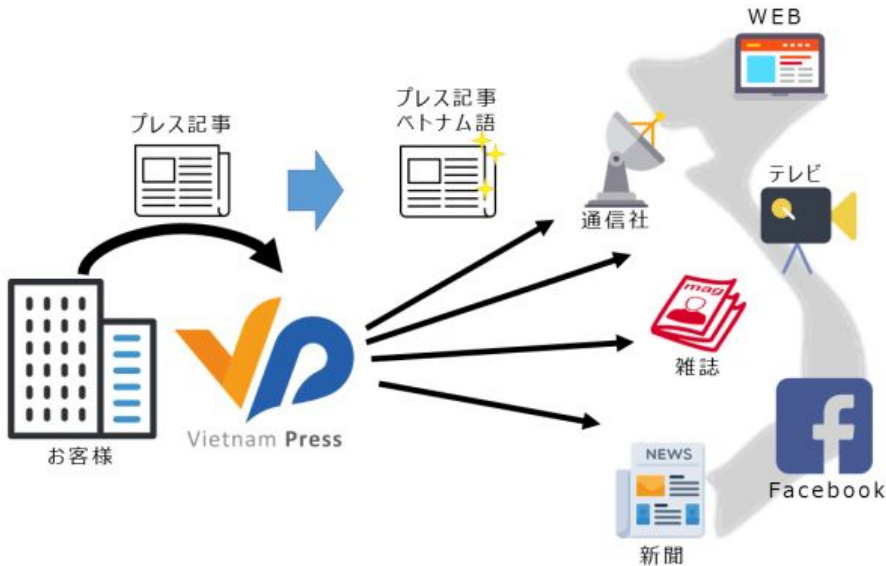 WEB
プレス記事
プレス記事
ベトナム語
テレビ
通信社
mag
雑誌
Vietnam Press
お客様
NEWS
Facebook
新聞